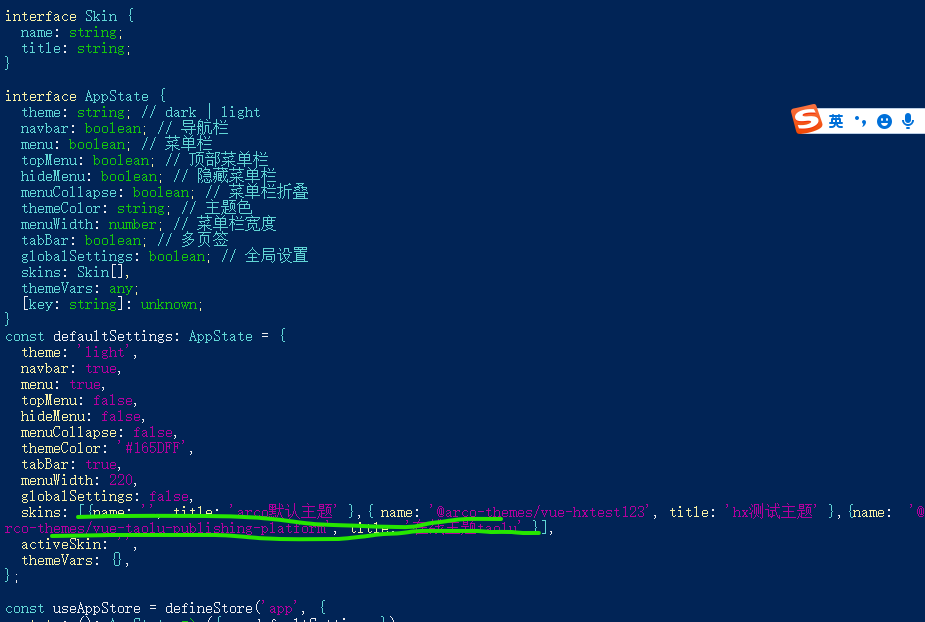 interface Skin {
name: string;
title: string;
}
interface AppState {
theme: string; // dark | light
navbar: boolean; // 导航栏
menu: boolean; // 菜单栏
topMenu: boolean; // 顶部菜单栏
hideMenu: boolean; // 隐藏菜单栏
menuCollapse: boolean; // 菜单栏折叠
themeColor: string; // 主题色
menuWidth: number; // 菜单栏宽度
tabBar: boolean; // 多页签
globalSettings: boolean; // 全局设置
skins: Skin[],
themeVars: any;
[key: string]: unknown;
}
const defaultSettings: AppState = {
theme: 'light',
navbar: true,
menu: true,
topMenu: false,
hideMenu: false,
menuCollapse: false,
themeColor: '#165DFF',
tabBar: true,
menuWidth: 220,
globalSettings: false,
skins: [{name: '', title: 'arco默认主题' },{ name: '@arco-themes/vue-hxtest123', title: 'hx测试主题' },{name: '@
rco-themes/vue-taolu-publishing-platform', title: taolu' }],
activeSkin: ,
themeVars: {},
};
const useAppStore = defineStore('app', {
英